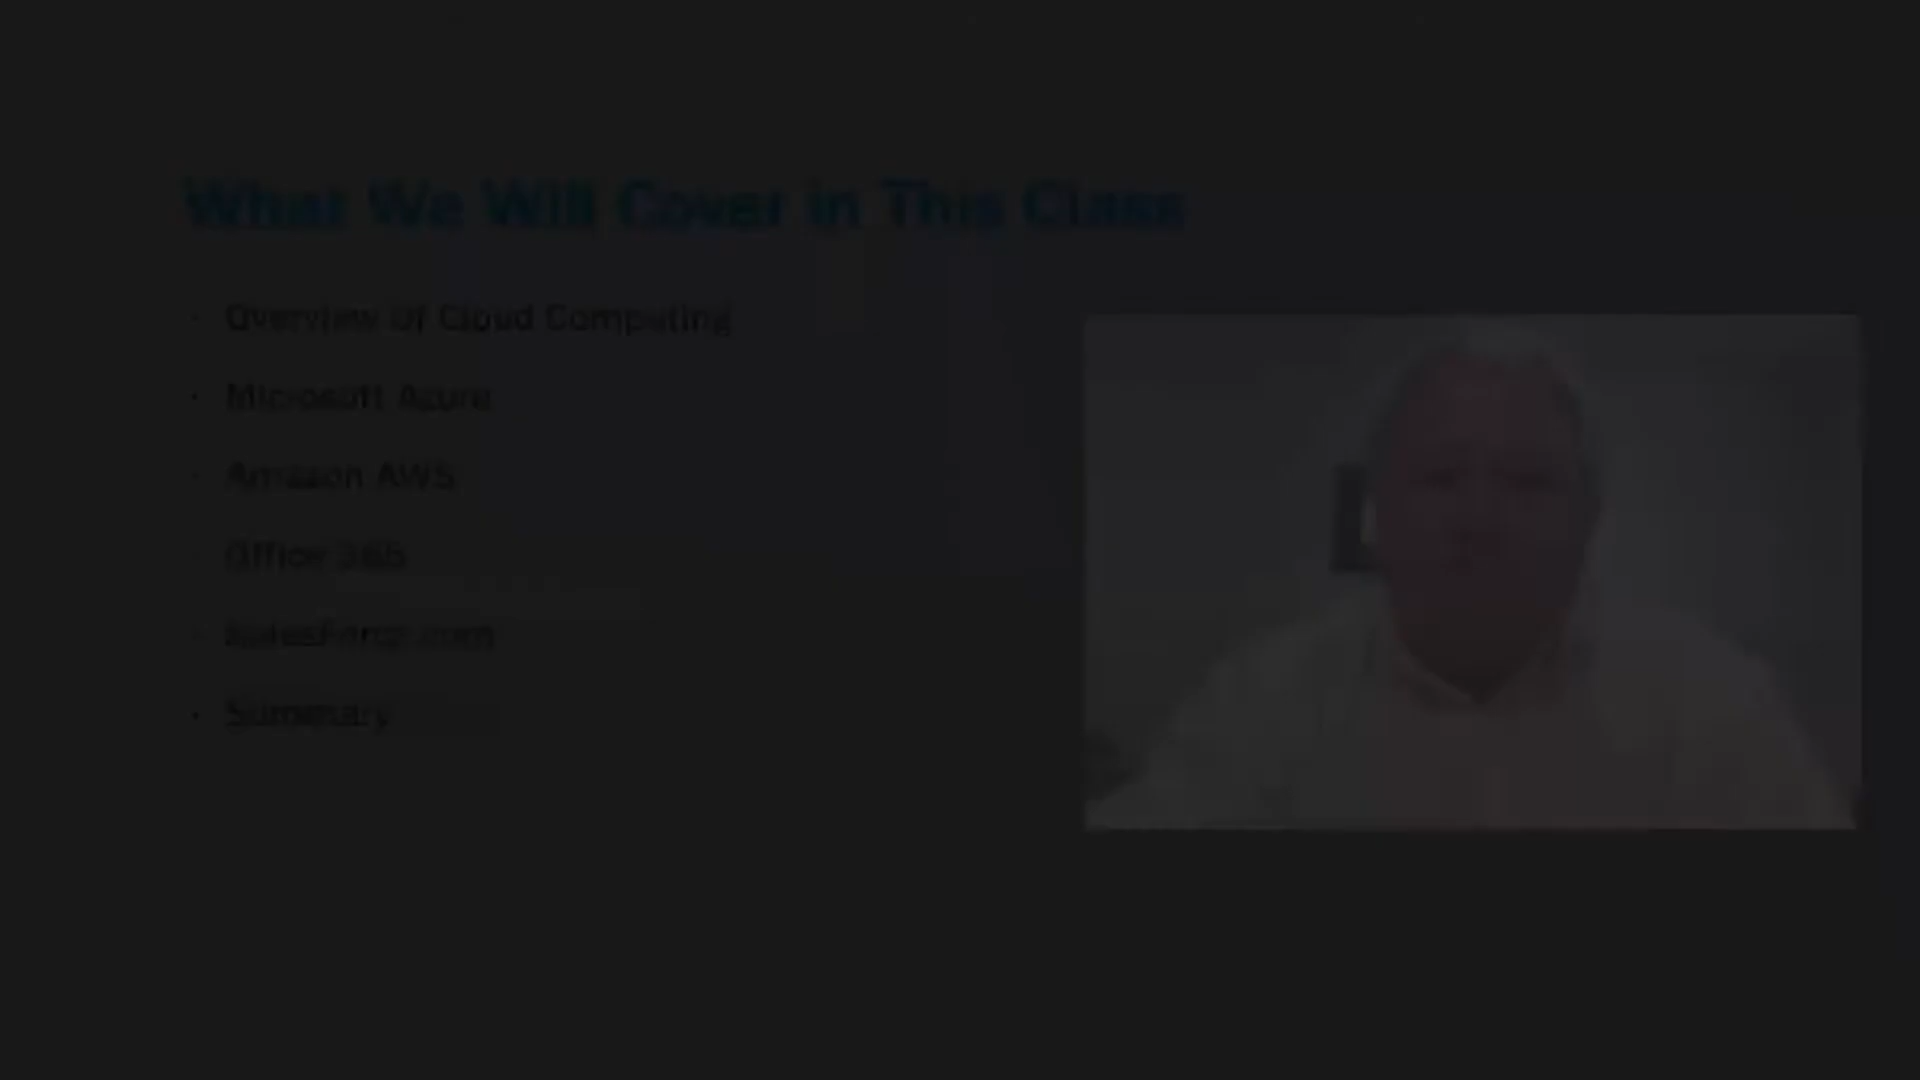 What We Will Cover in This Class
Overview of Cloud Computing
Microsoft Azure
Amazon AWS
Office 365
SalesForce.com
Summary